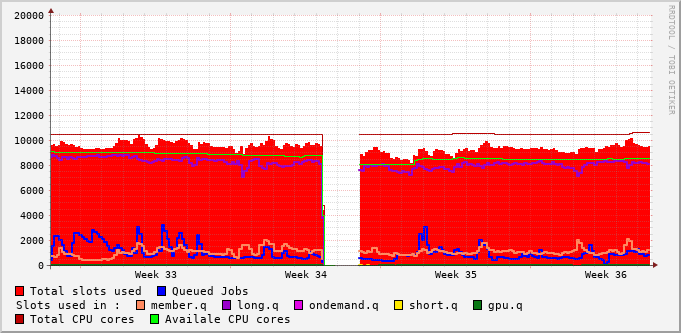 20000
18000
16000
14000
12000
10000
8000
6000
4000
2000
0
Week 33 Week 34 Week 35 Week 36
RRDTOOL / TOBI OETIKER
Total slots used Queued Jobs
Slots used in : member.q long.q ondemand.q short.q gpu.q
Total CPU cores Availale CPU cores